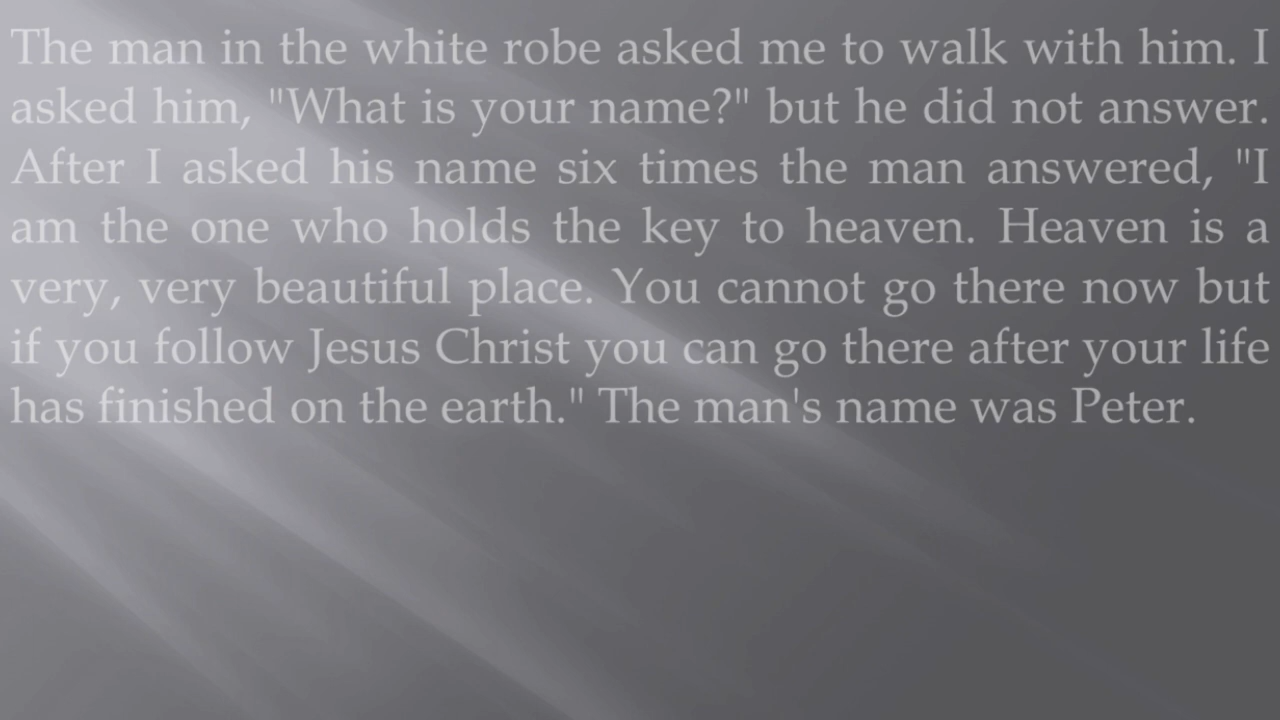 The man in the white robe asked me to walk with him. I
asked him, "What is your name?" but he did not answer.
After I asked his name six times the man answered, "I
am the one who holds the key to heaven. Heaven is a
very, very beautiful place. You cannot go there now but
if you follow Jesus Christ you can go there after your life
has finished on the earth." The man's name was Peter.